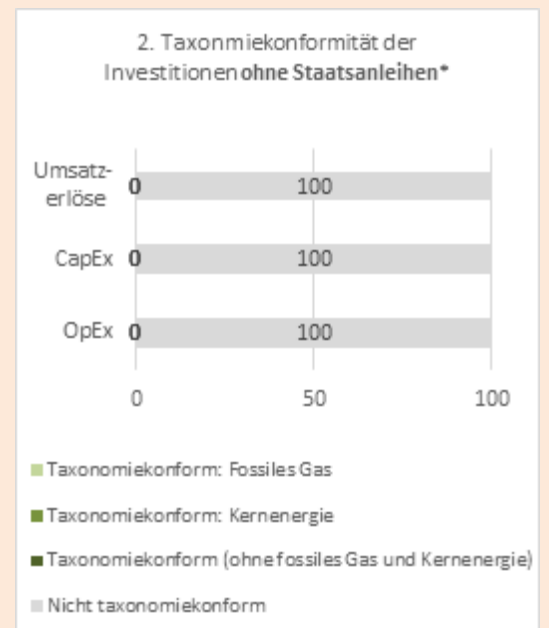 2. Taxonmiekonformität der
Investitionen ohne Staatsanleihen*
Umsatz-
erlöse
0
100
CapEx
0
100
OpEx
0
100
0
50
100
Taxonomiekonform: Fossiles Gas
Taxonomiekonform: Kernenergie
Taxonomiekonform (ohne fossiles Gas und Kernenergie)
Nicht taxonomiekonform